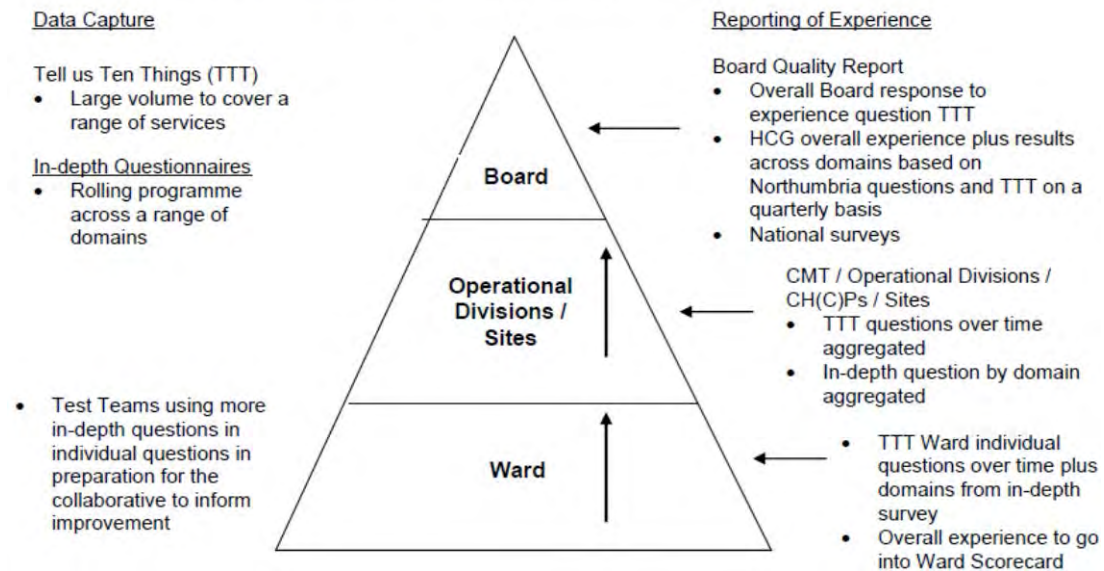 Data Capture
Tell us Ten Things (TTT)
• Large volume to cover a
range of services
In-depth Questionnaires
• Rolling programme
across a range of
domains
• Test Teams using more
in-depth questions in
individual questions in
preparation for the
collaborative to inform
improvement
Board
Operational
Divisions /
Sites
Ward
Reporting of Experience
Board Quality Report
• Overall Board response to
experience question TTT
• HCG overall experience plus results
across domains based on
Northumbria questions and TTT on a
quarterly basis
• National surveys
CMT / Operational Divisions /
CH(C)Ps / Sites
• TTT questions over time
aggregated
• In-depth question by domain
aggregated
• TTT Ward individual
questions over time plus
domains from in-depth
survey
• Overall experience to go
into Ward Scorecard